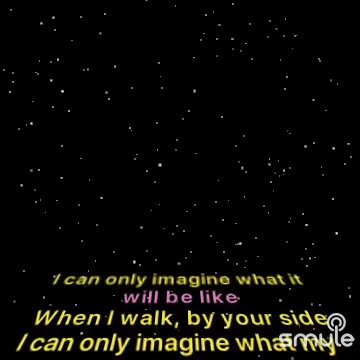 I can only imagine what it
will be like
When I walk, by your side
I can only imagine what my
smule